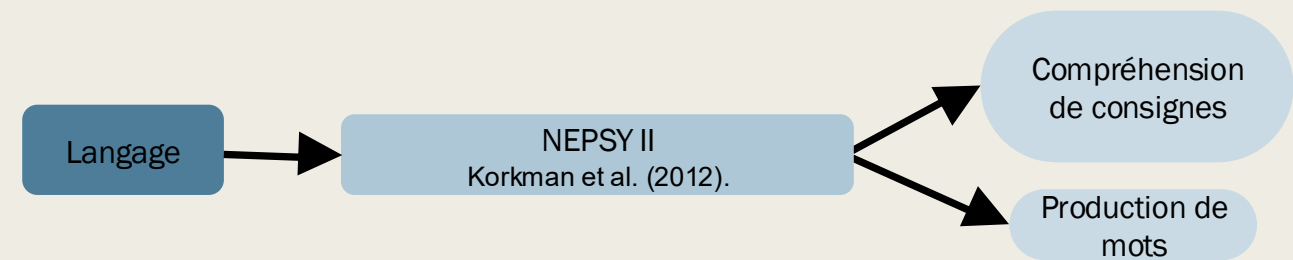 Langage
NEPSY II
Korkman et al. (2012).
Compréhension
de consignes
Production de
mots